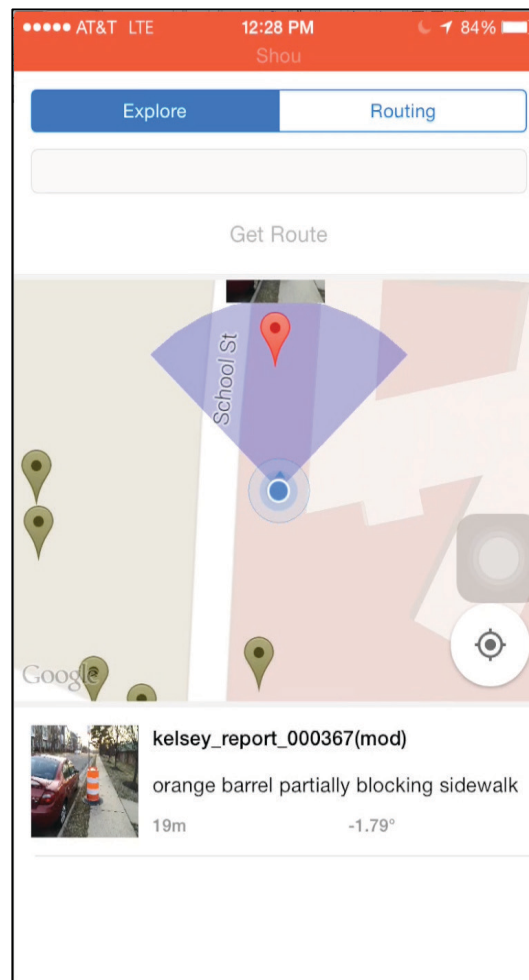 AT&T LTE 12:28 PM 84%
Shou
Explore Routing
Get Route
School St
Google
kelsey_report_000367(mod)
orange barrel partially blocking sidewalk
19m -1.79°